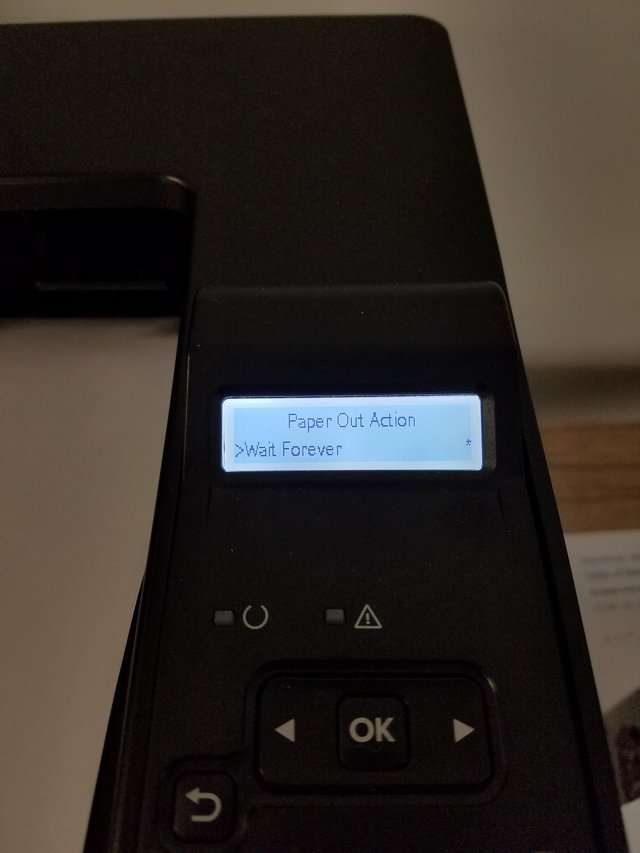 Paper Out Action
>Wait Forever *
OK